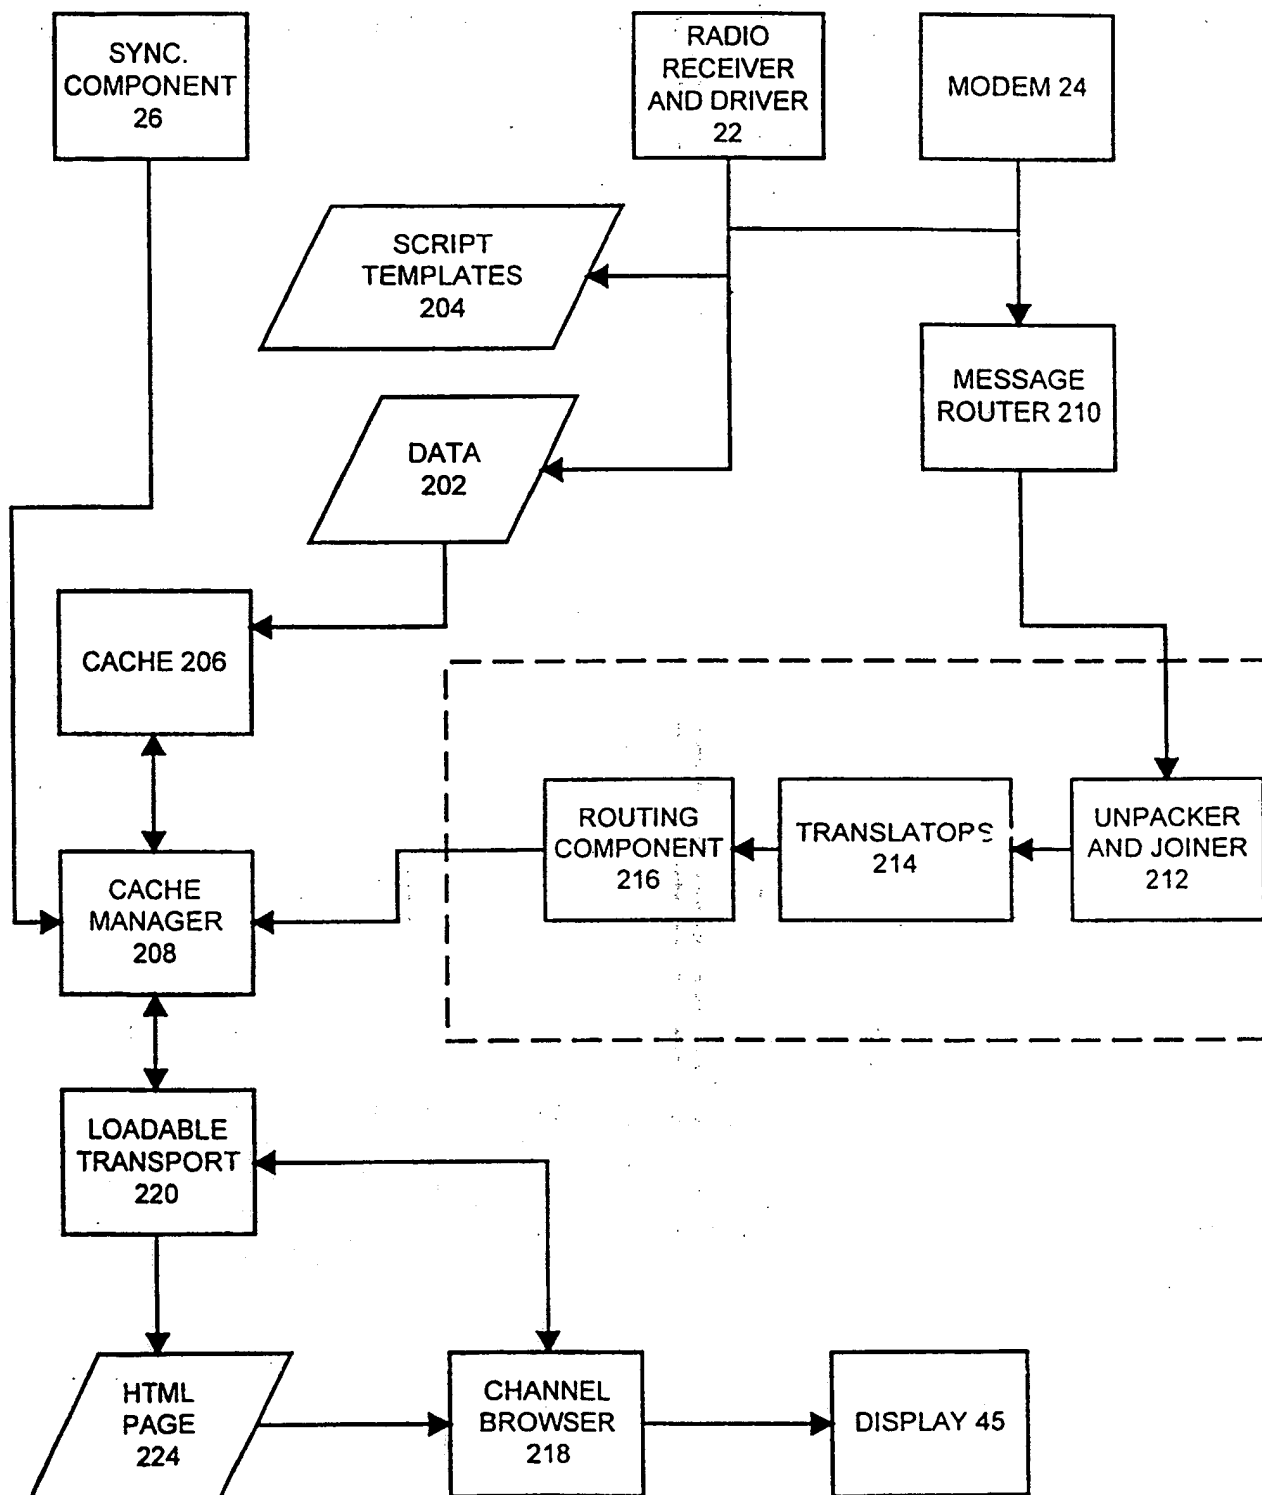 SYNC.
COMPONENT
26
RADIO
RECEIVER
AND DRIVER
22
MODEM 24
SCRIPT
TEMPLATES
204
MESSAGE
ROUTER 210
DATA
202
CACHE 206
ROUTING
COMPONENT
216
TRANSLATOPS
214
UNPACKER
AND JOINER
212
CACHE
MANAGER
208
LOADABLE
TRANSPORT
220
HTML
PAGE
224
CHANNEL
BROWSER
218
DISPLAY 45